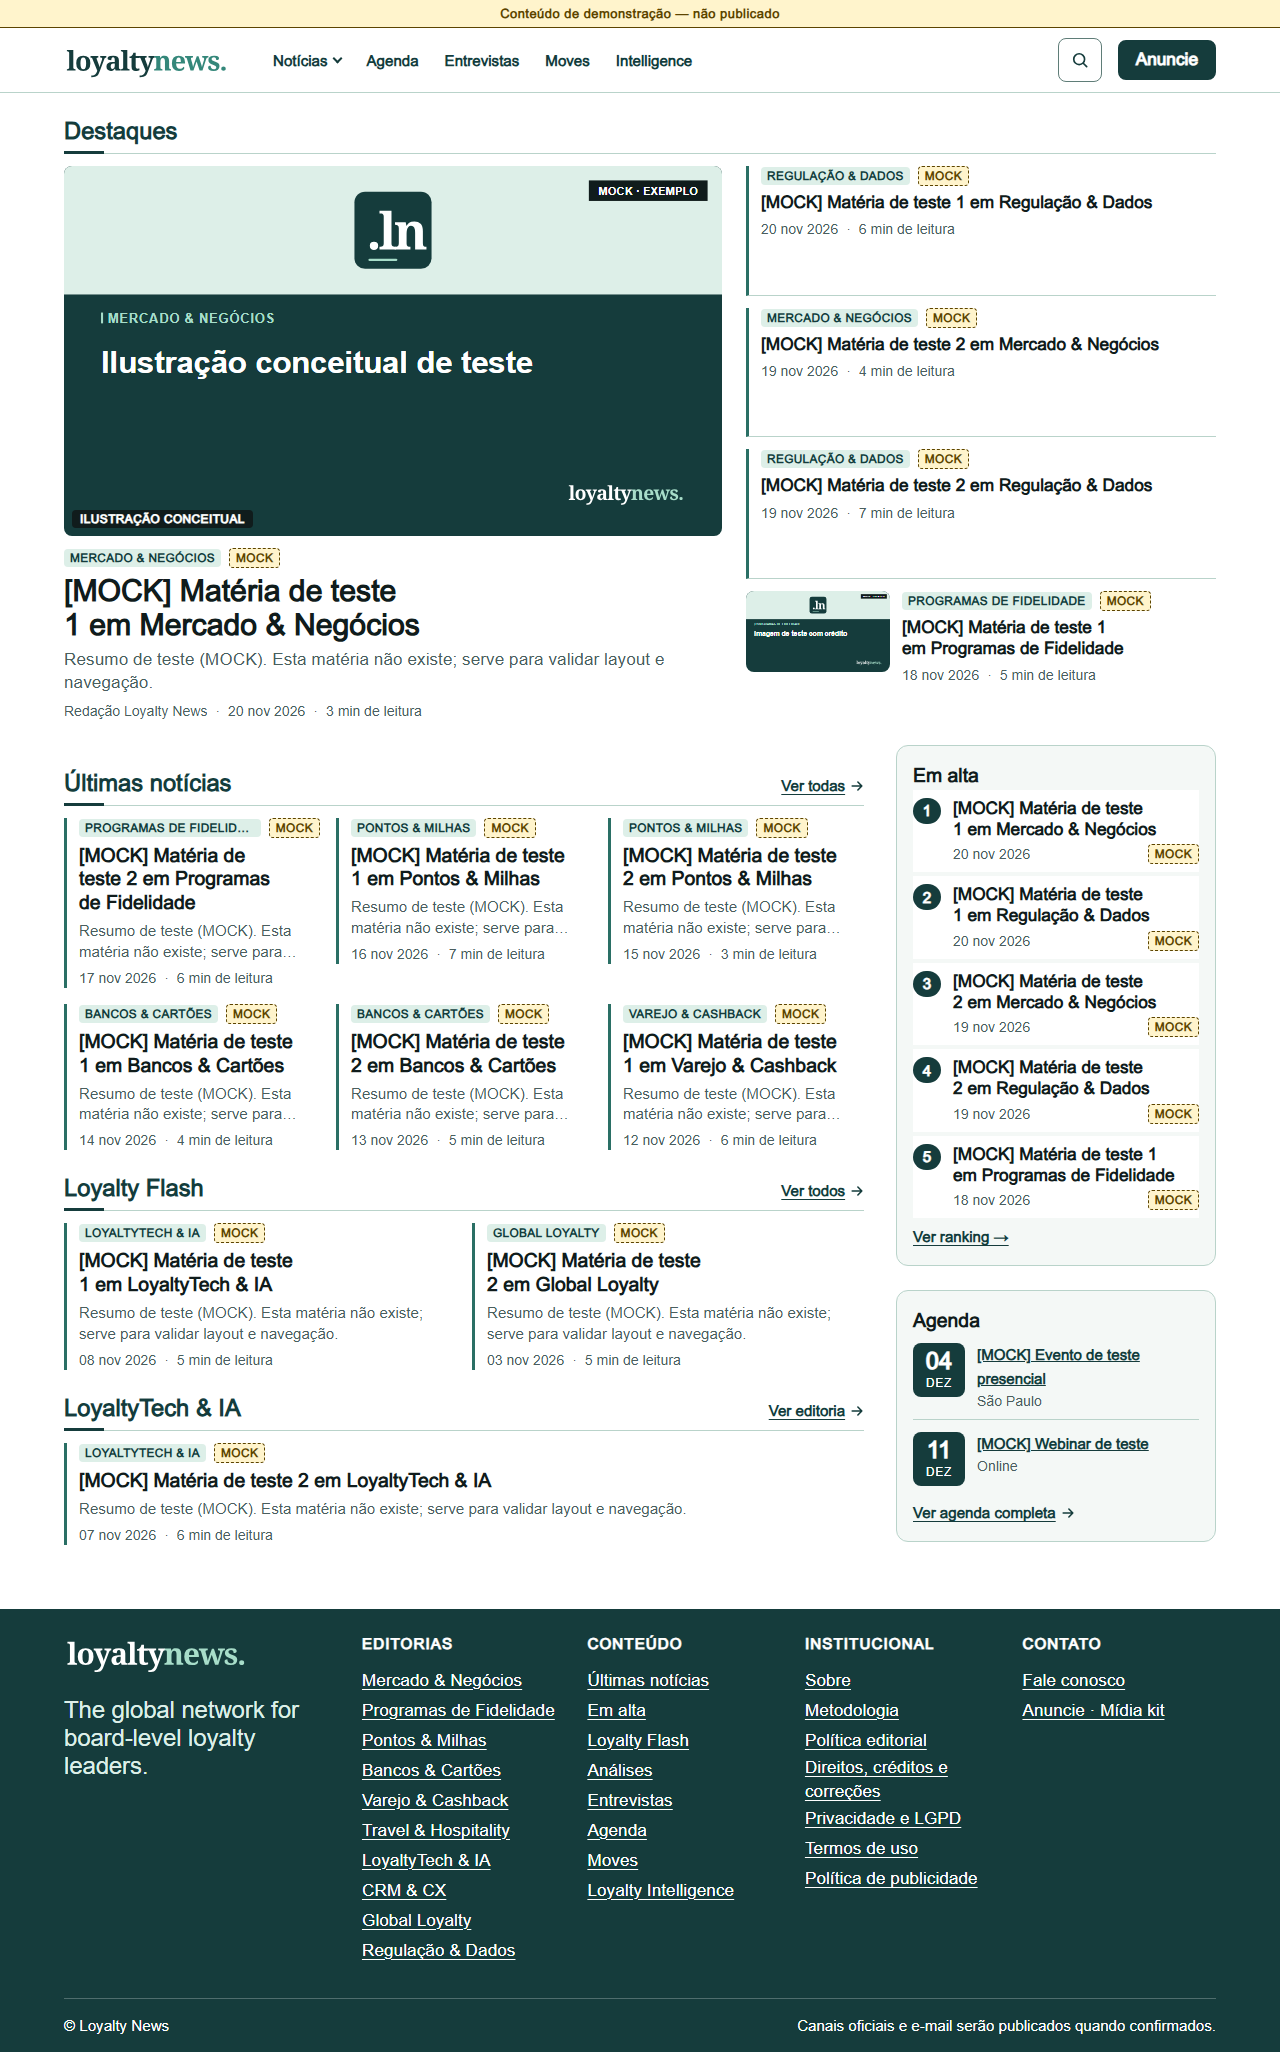 Conteúdo de demonstração — não publicado
loyaltynews.
Notícias
Agenda
Entrevistas
Moves
Intelligence
Anuncie
Destaques
MOCK · EXEMPLO
.ln
MERCADO & NEGÓCIOS
Ilustração conceitual de teste
loyaltynews.
ILUSTRAÇÃO CONCEITUAL
MERCADO & NEGÓCIOS MOCK
[MOCK] Matéria de teste
1 em Mercado & Negócios
Resumo de teste (MOCK). Esta matéria não existe; serve para validar layout e
navegação.
Redação Loyalty News · 20 nov 2026 · 3 min de leitura
REGULAÇÃO & DADOS MOCK
[MOCK] Matéria de teste 1 em Regulação & Dados
20 nov 2026 · 6 min de leitura
MERCADO & NEGÓCIOS MOCK
[MOCK] Matéria de teste 2 em Mercado & Negócios
19 nov 2026 · 4 min de leitura
REGULAÇÃO & DADOS MOCK
[MOCK] Matéria de teste 2 em Regulação & Dados
19 nov 2026 · 7 min de leitura
.ln
Imagem de teste com crédito
loyaltynews.
PROGRAMAS DE FIDELIDADE MOCK
[MOCK] Matéria de teste 1
em Programas de Fidelidade
18 nov 2026 · 5 min de leitura
Últimas notícias
Ver todas →
PROGRAMAS DE FIDELID... MOCK
[MOCK] Matéria de
teste 2 em Programas
de Fidelidade
Resumo de teste (MOCK). Esta
matéria não existe; serve para...
17 nov 2026 · 6 min de leitura
PONTOS & MILHAS MOCK
[MOCK] Matéria de teste
1 em Pontos & Milhas
Resumo de teste (MOCK). Esta
matéria não existe; serve para...
16 nov 2026 · 7 min de leitura
PONTOS & MILHAS MOCK
[MOCK] Matéria de teste
2 em Pontos & Milhas
Resumo de teste (MOCK). Esta
matéria não existe; serve para...
15 nov 2026 · 3 min de leitura
BANCOS & CARTÕES MOCK
[MOCK] Matéria de teste
1 em Bancos & Cartões
Resumo de teste (MOCK). Esta
matéria não existe; serve para...
14 nov 2026 · 4 min de leitura
BANCOS & CARTÕES MOCK
[MOCK] Matéria de teste
2 em Bancos & Cartões
Resumo de teste (MOCK). Esta
matéria não existe; serve para...
13 nov 2026 · 5 min de leitura
VAREJO & CASHBACK MOCK
[MOCK] Matéria de teste
1 em Varejo & Cashback
Resumo de teste (MOCK). Esta
matéria não existe; serve para...
12 nov 2026 · 6 min de leitura
Loyalty Flash
Ver todos →
LOYALTYTECH & IA MOCK
[MOCK] Matéria de teste
1 em LoyaltyTech & IA
Resumo de teste (MOCK). Esta matéria não existe;
serve para validar layout e navegação.
08 nov 2026 · 5 min de leitura
GLOBAL LOYALTY MOCK
[MOCK] Matéria de teste
2 em Global Loyalty
Resumo de teste (MOCK). Esta matéria não existe;
serve para validar layout e navegação.
03 nov 2026 · 5 min de leitura
LoyaltyTech & IA
Ver editoria →
LOYALTYTECH & IA MOCK
[MOCK] Matéria de teste 2 em LoyaltyTech & IA
Resumo de teste (MOCK). Esta matéria não existe; serve para validar layout e navegação.
07 nov 2026 · 6 min de leitura
Em alta
1
[MOCK] Matéria de teste
1 em Mercado & Negócios
20 nov 2026 MOCK
2
[MOCK] Matéria de teste
1 em Regulação & Dados
20 nov 2026 MOCK
3
[MOCK] Matéria de teste
2 em Mercado & Negócios
19 nov 2026 MOCK
4
[MOCK] Matéria de teste
2 em Regulação & Dados
19 nov 2026 MOCK
5
[MOCK] Matéria de teste 1
em Programas de Fidelidade
18 nov 2026 MOCK
Ver ranking →
Agenda
04
DEZ
[MOCK] Evento de teste
presencial
São Paulo
11
DEZ
[MOCK] Webinar de teste
Online
Ver agenda completa →
loyaltynews.
The global network for
board-level loyalty
leaders.
EDITORIAS
Mercado & Negócios
Programas de Fidelidade
Pontos & Milhas
Bancos & Cartões
Varejo & Cashback
Travel & Hospitality
LoyaltyTech & IA
CRM & CX
Global Loyalty
Regulação & Dados
CONTEÚDO
Últimas notícias
Em alta
Loyalty Flash
Análises
Entrevistas
Agenda
Moves
Loyalty Intelligence
INSTITUCIONAL
Sobre
Metodologia
Política editorial
Direitos, créditos e
correções
Privacidade e LGPD
Termos de uso
Política de publicidade
CONTATO
Fale conosco
Anuncie · Mídia kit
© Loyalty News
Canais oficiais e e-mail serão publicados quando confirmados.